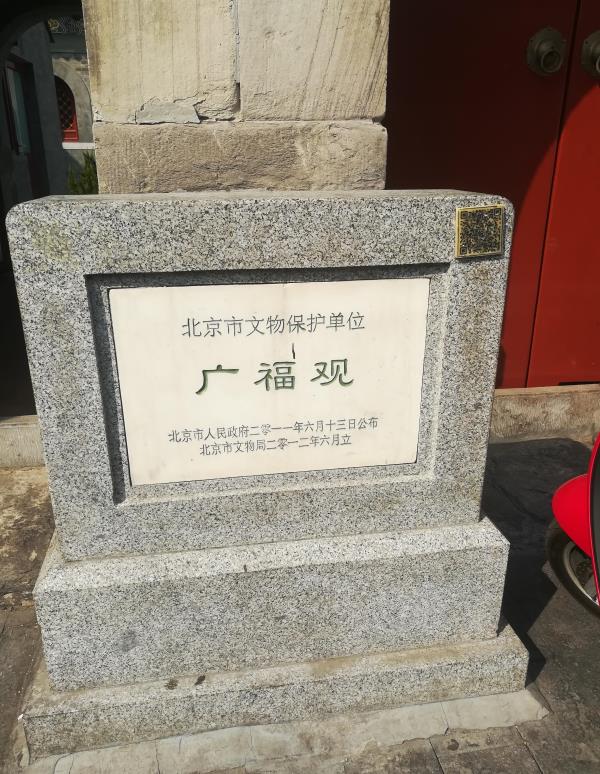 北京市文物保护单位
广福观
北京市人民政府二零一一年六月十三日公布
北京市文物局二零一二年六月立